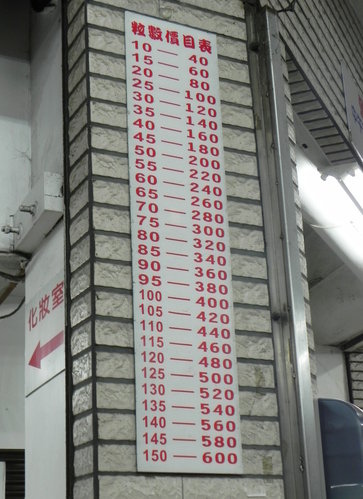 粒數價目表
10 — 40
15 — 60
20 — 80
25 — 100
30 — 120
35 — 140
40 — 160
45 — 180
50 — 200
55 — 220
60 — 240
65 — 260
70 — 280
75 — 300
80 — 320
85 — 340
90 — 360
95 — 380
100 — 400
105 — 420
110 — 440
115 — 460
120 — 480
125 — 500
130 — 520
135 — 540
140 — 560
145 — 580
150 — 600
化妝室